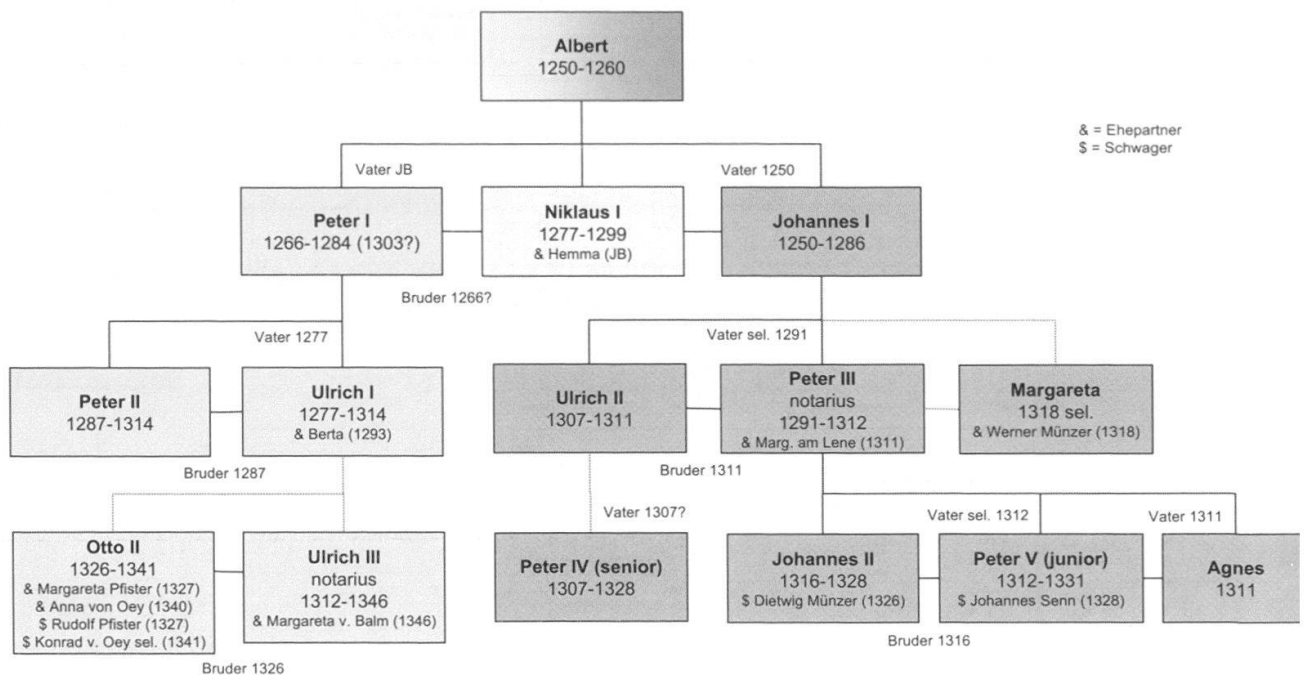 Albert
1250-1260
& = Ehepartner
$ = Schwager
Vater JB
Vater 1250
Peter I
1266-1284 (1303?)
Niklaus I
1277-1299
& Hemma (JB)
Johannes I
1250-1286
Bruder 1266?
Vater 1277
Vater sel. 1291
Peter II
1287-1314
Ulrich I
1277-1314
& Berta (1293)
Ulrich II
1307-1311
Peter III
notarius
1291-1312
& Marg. am Lene (1311)
Margareta
1318 sel.
& Werner Münzer (1318)
Bruder 1287
Bruder 1311
Vater 1307?
Vater sel. 1312
Vater 1311
Otto II
1326-1341
& Margareta Pfister (1327)
& Anna von Oey (1340)
$ Rudolf Pfister (1327)
$ Konrad v. Oey sel. (1341)
Ulrich III
notarius
1312-1346
& Margareta v. Balm (1346)
Peter IV (senior)
1307-1328
Johannes II
1316-1328
$ Dietwig Münzer (1326)
Peter V (junior)
1312-1331
$ Johannes Senn (1328)
Agnes
1311
Bruder 1326
Bruder 1316